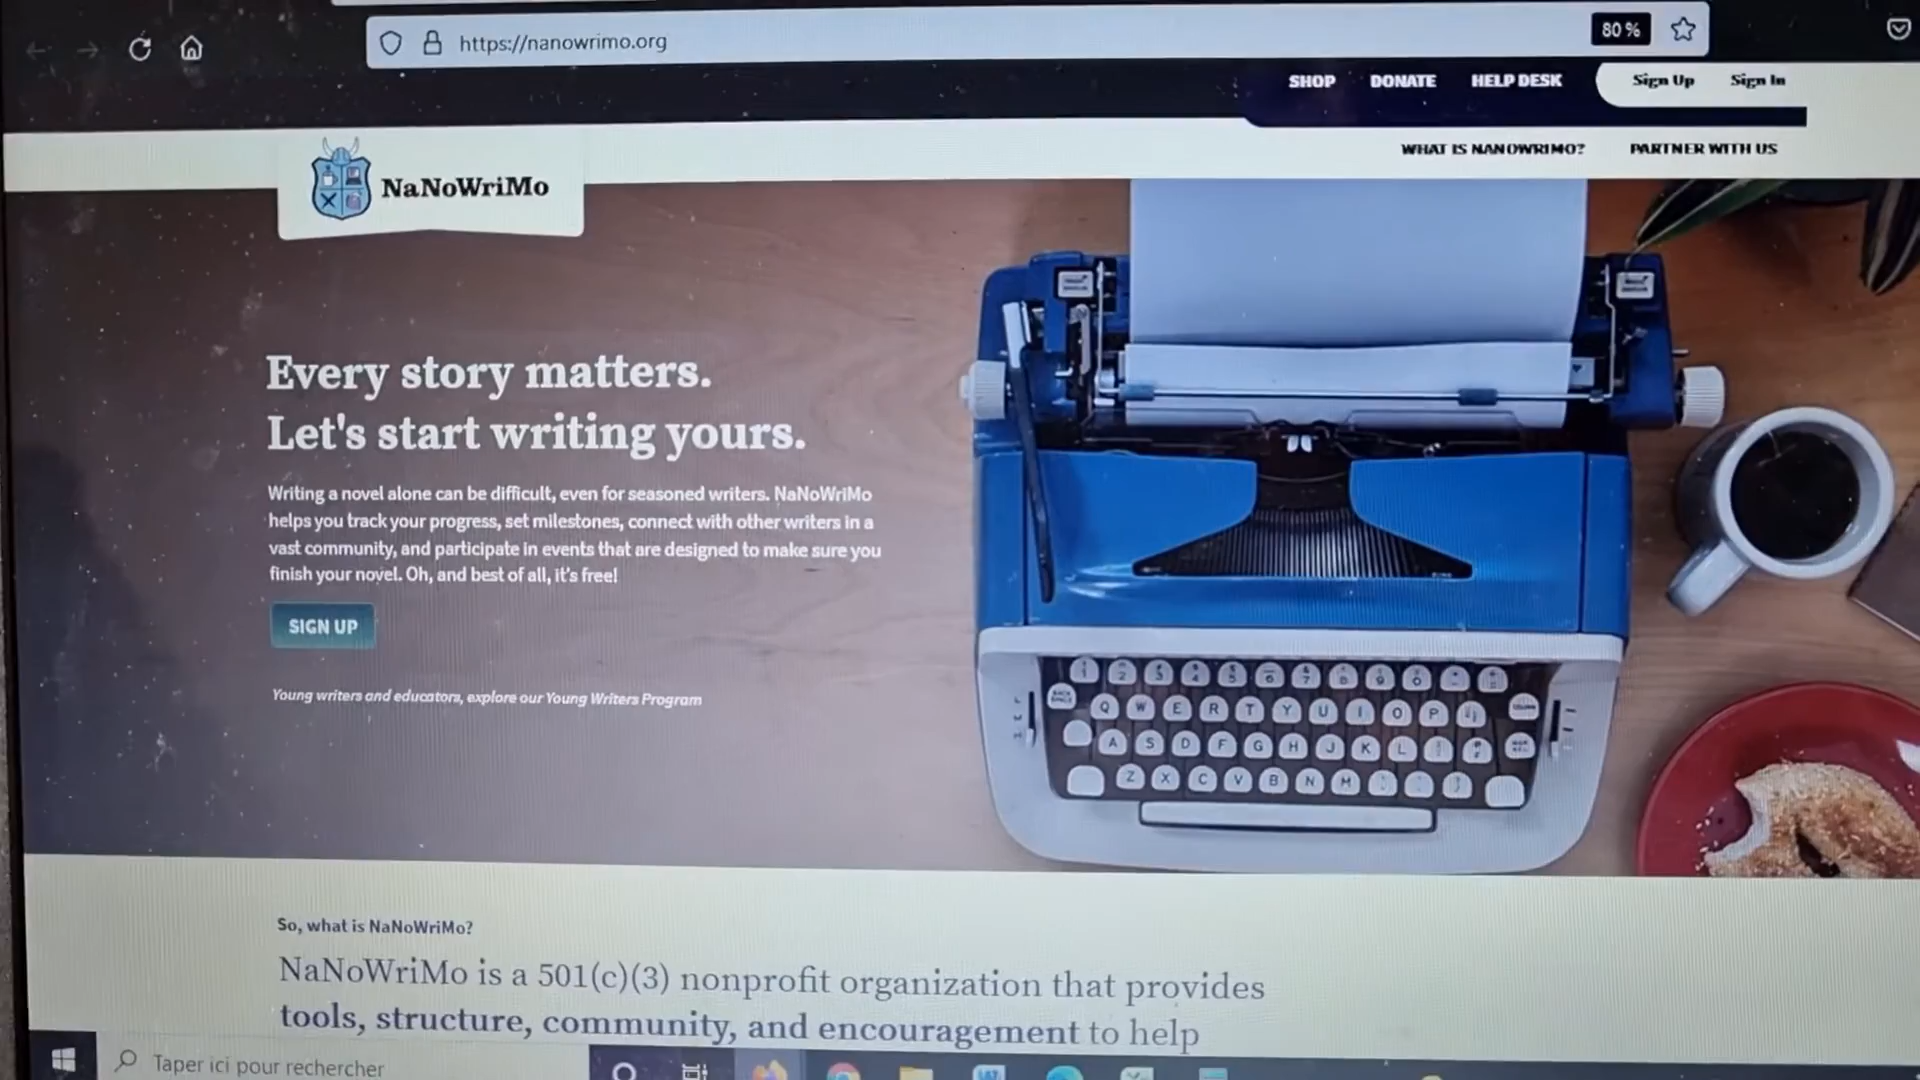 https://nanowrimo.org
80 %
SHOP DONATE HELP DESK Sign Up Sign In
WHAT IS NANOWRIMO? PARTNER WITH US
NaNoWriMo
Every story matters.
Let's start writing yours.
Writing a novel alone can be difficult, even for seasoned writers. NaNoWriMo
helps you track your progress, set milestones, connect with other writers in a
vast community, and participate in events that are designed to make sure you
finish your novel. Oh, and best of all, it's free!
SIGN UP
Young writers and educators, explore our Young Writers Program
Q W E R T Y U I O P
A S D F G H J K L
Z X C V B N M
So, what is NaNoWriMo?
NaNoWriMo is a 501(c)(3) nonprofit organization that provides
tools, structure, community, and encouragement to help
Taper ici pour rechercher